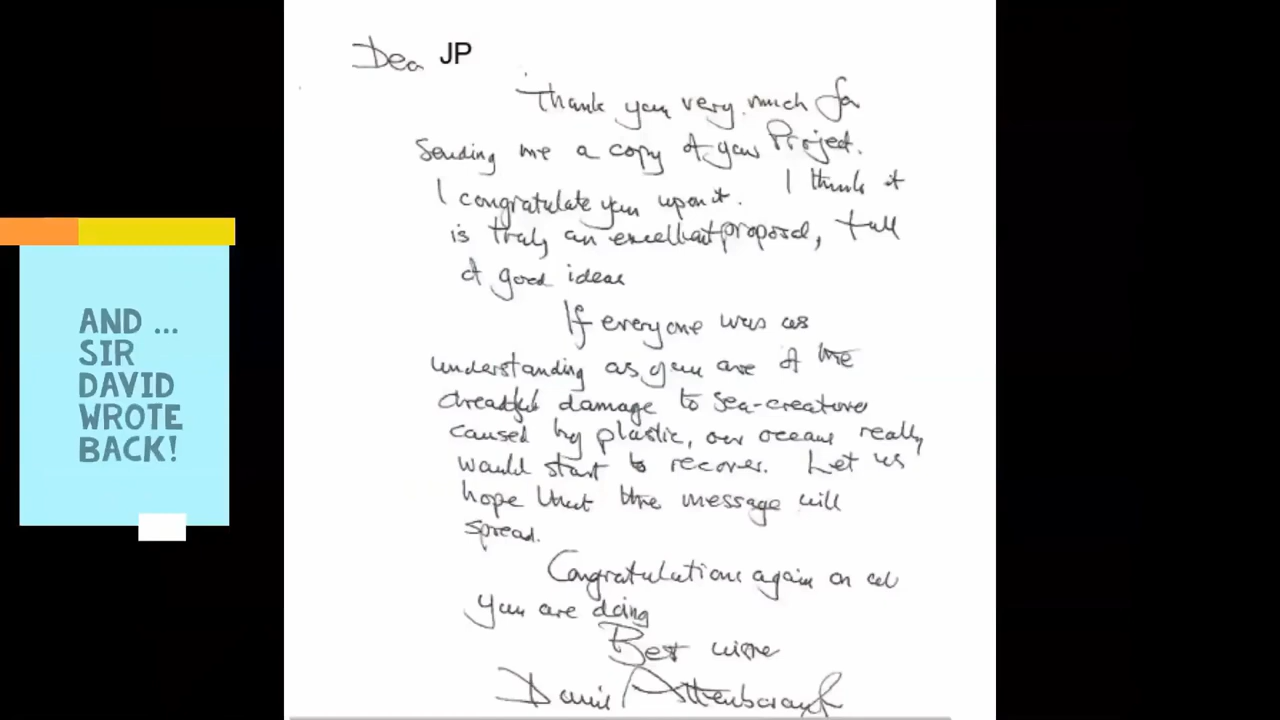 AND ...
SIR
DAVID
WROTE
BACK!
Dear JP
Thank you very much for
sending me a copy of your Project.
I congratulate you upon it. I think it
is truly an excellent proposal, full
of good ideas
If everyone was as
understanding as you are of the
dreadful damage to sea-creatures
caused by plastic, our oceans really
would start to recover. Let us
hope that the message will
spread.
Congratulations again on all
you are doing
Best wishes
David Attenborough